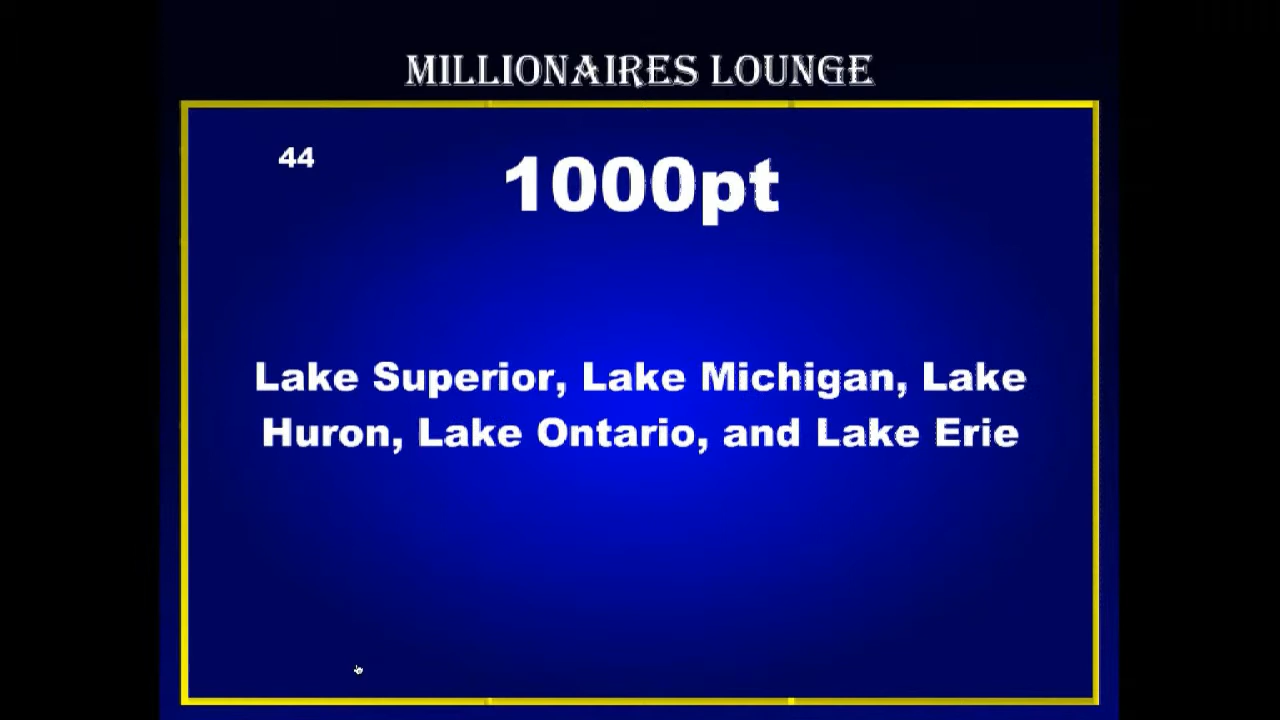 MILLIONAIRES LOUNGE
44
1000pt
Lake Superior, Lake Michigan, Lake
Huron, Lake Ontario, and Lake Erie